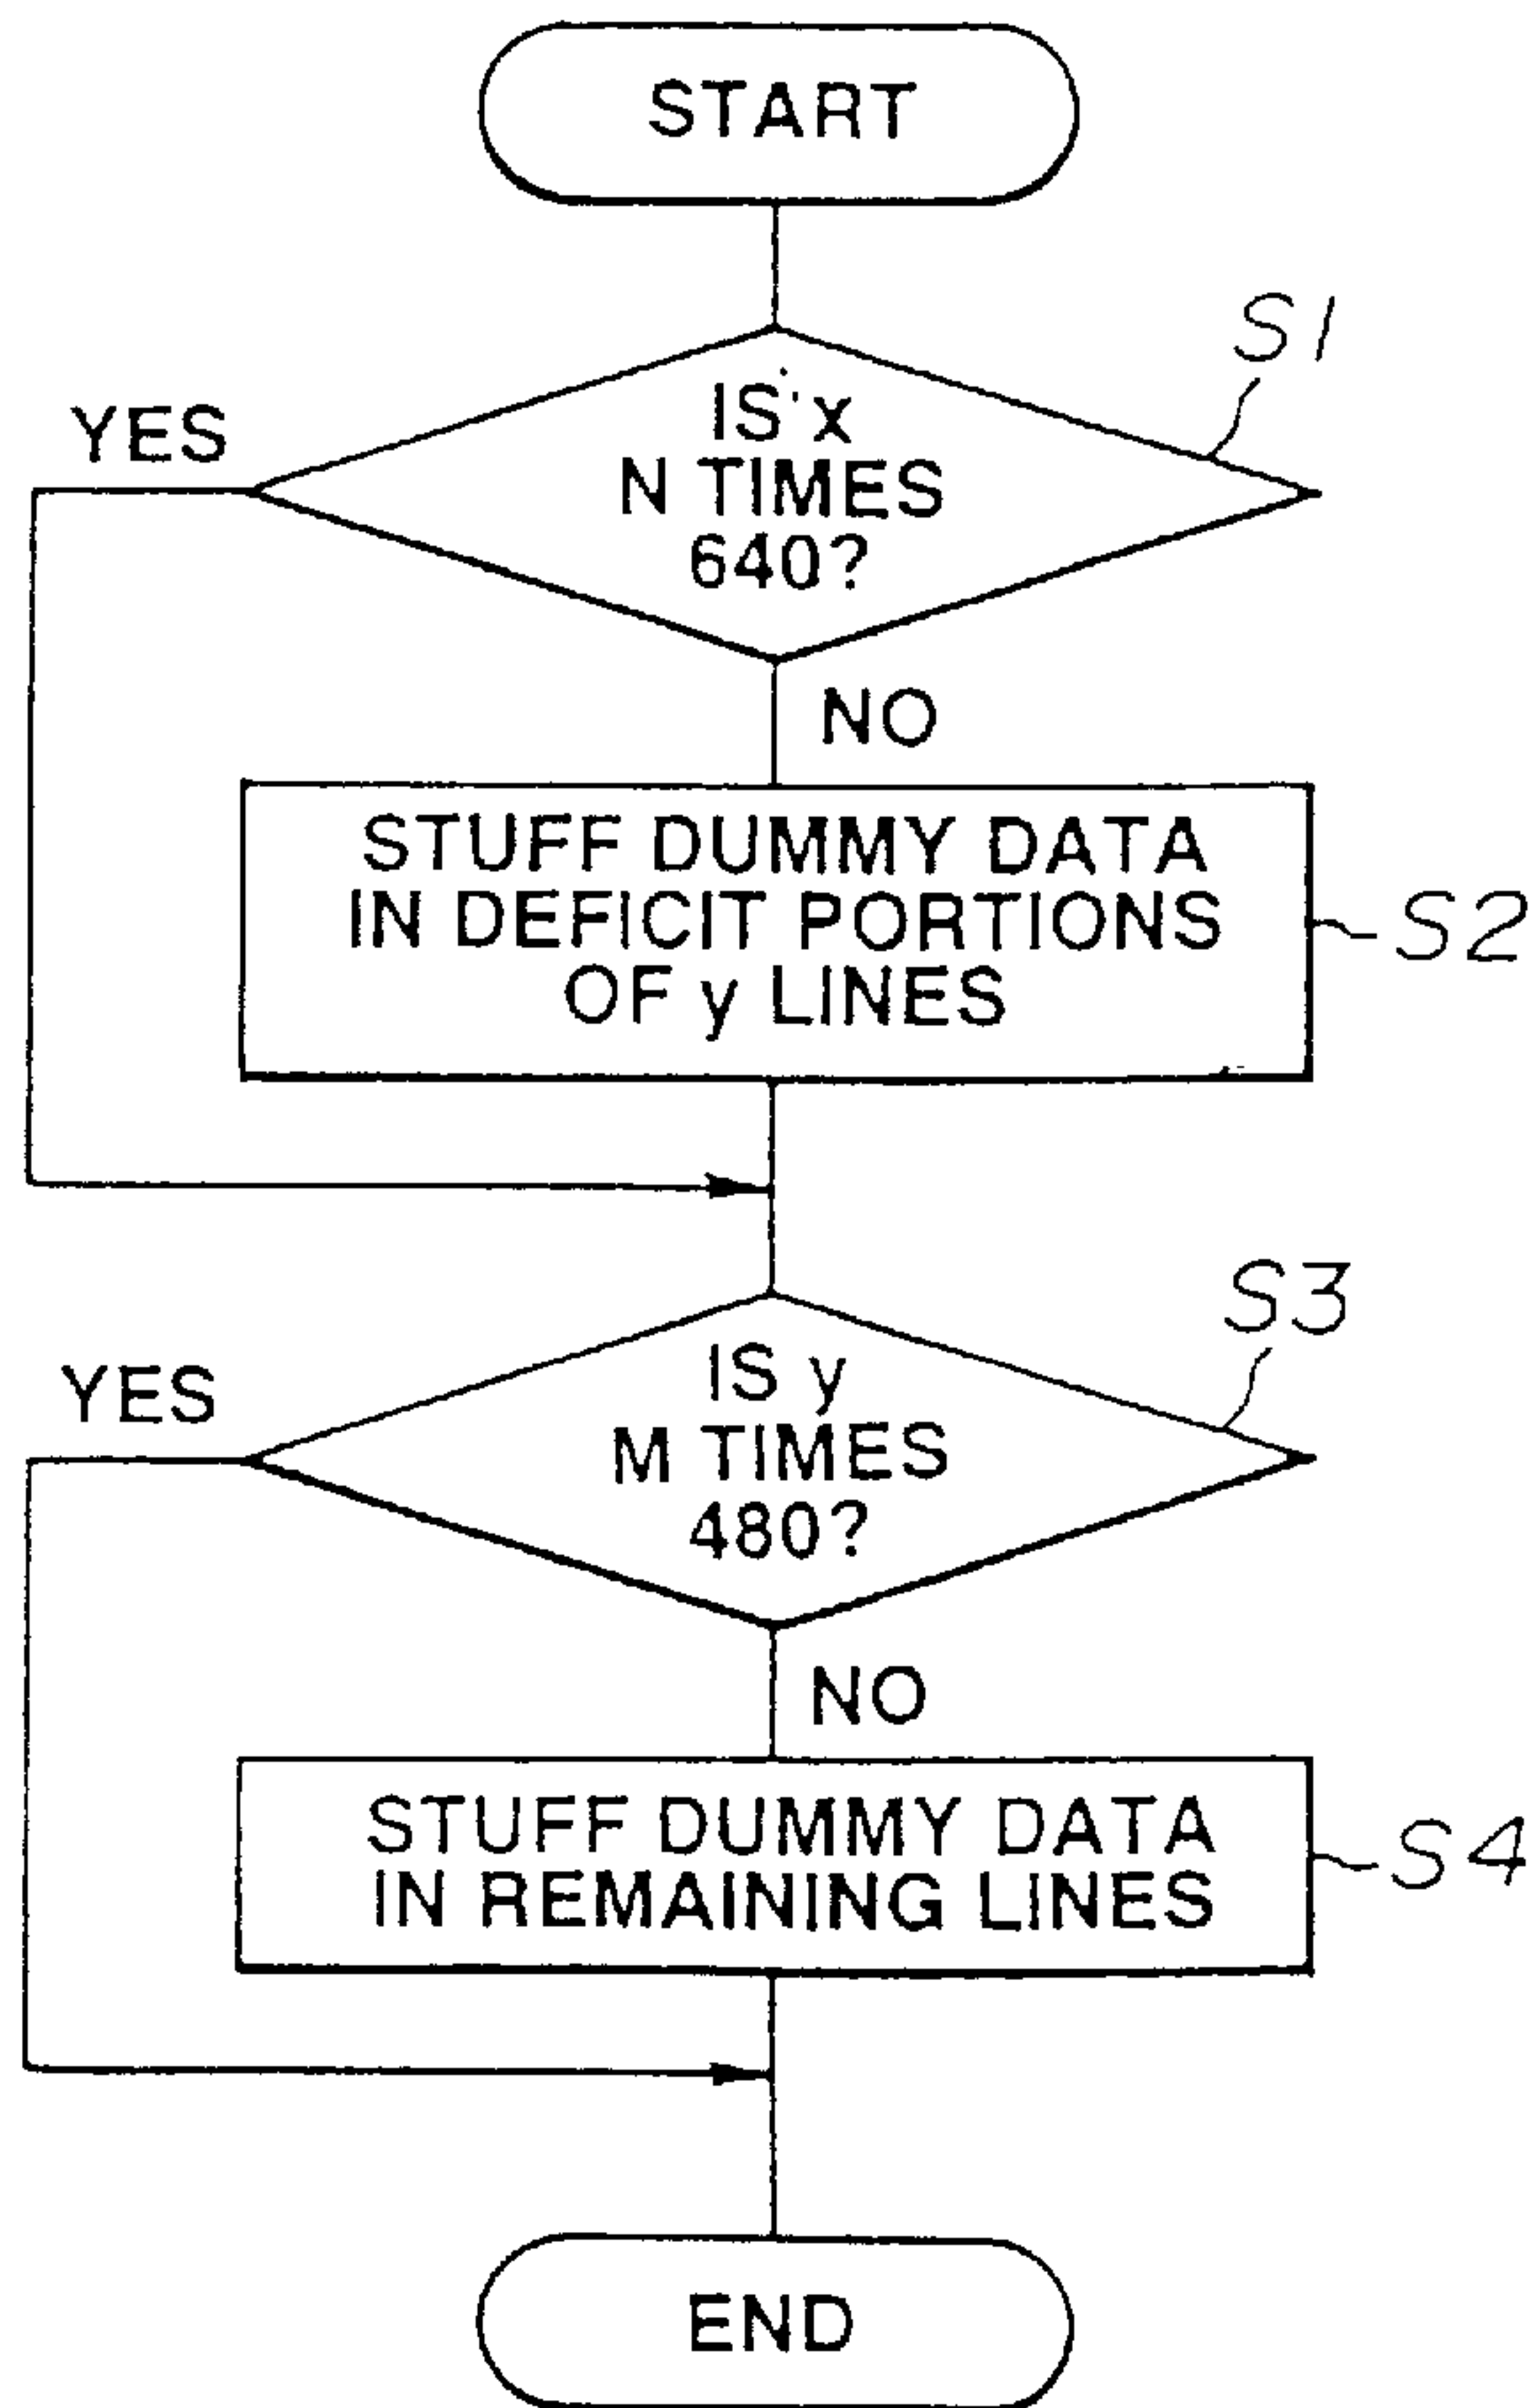 START
S1
IS x
N TIMES
640?
YES
NO
STUFF DUMMY DATA
IN DEFICIT PORTIONS
OF y LINES
S2
S3
IS y
M TIMES
480?
YES
NO
STUFF DUMMY DATA
IN REMAINING LINES
S4
END